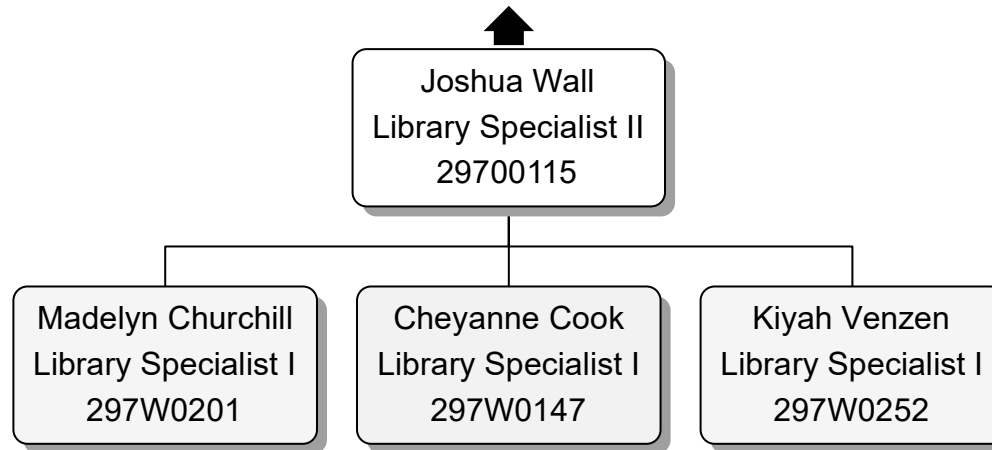 Joshua Wall
Library Specialist II
29700115
Madelyn Churchill
Library Specialist I
297W0201
Cheyanne Cook
Library Specialist I
297W0147
Kiyah Venzen
Library Specialist I
297W0252